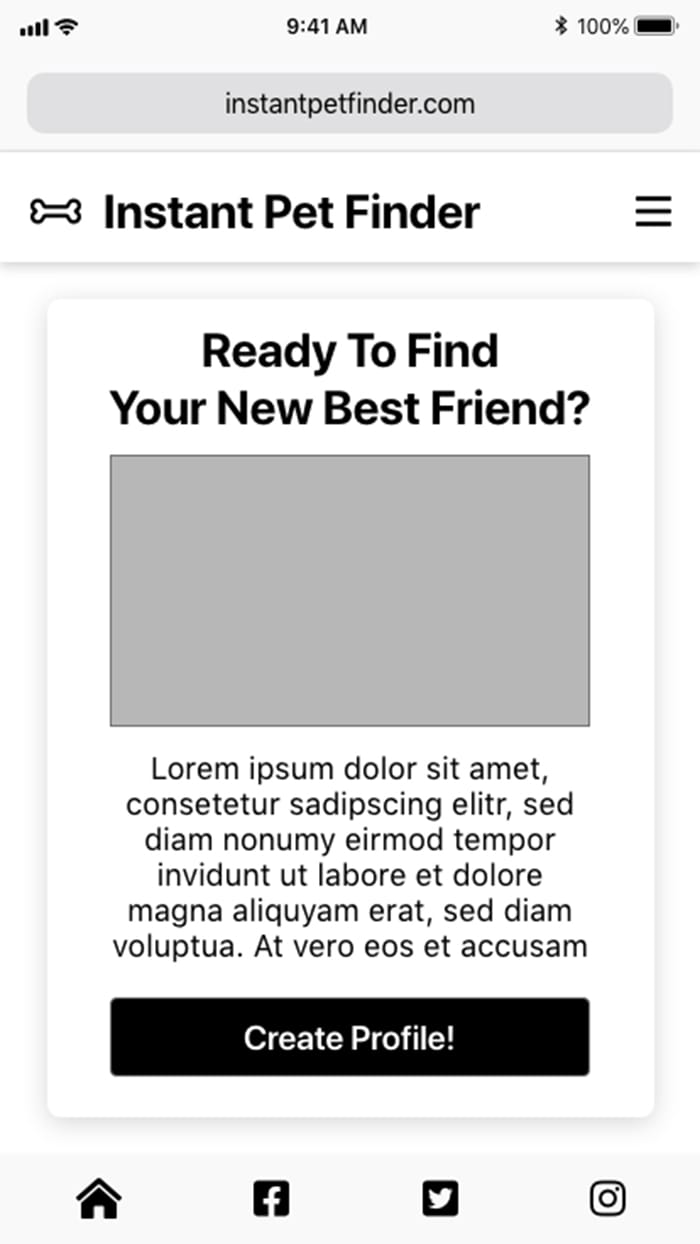 9:41 AM
100%
instantpetfinder.com
Instant Pet Finder
Ready To Find
Your New Best Friend?
Lorem ipsum dolor sit amet,
consetetur sadipscing elitr, sed
diam nonumy eirmod tempor
invidunt ut labore et dolore
magna aliquyam erat, sed diam
voluptua. At vero eos et accusam
Create Profile!